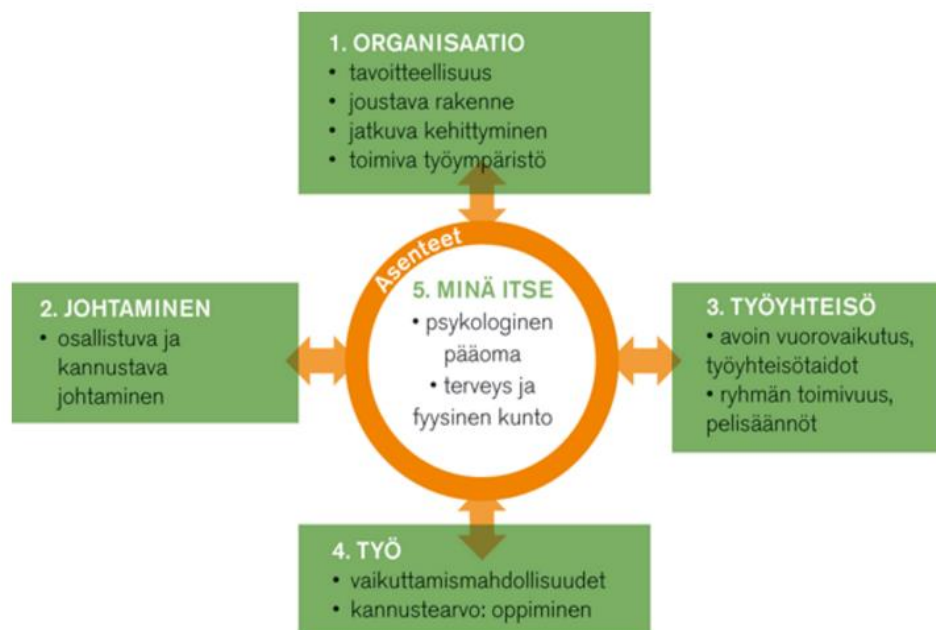 1. ORGANISAATIO
• tavoitteellisuus
• joustava rakenne
• jatkuva kehittyminen
• toimiva työympäristö
Asenteet
5. MINÄ ITSE
• psykologinen
pääoma
• terveys ja
fyysinen kunto
2. JOHTAMINEN
• osallistuva ja
kannustava
johtaminen
3. TYÖYHTEISÖ
• avoin vuorovaikutus,
työyhteisötaidot
• ryhmän toimivuus,
pelisäännöt
4. TYÖ
• vaikuttamismahdollisuudet
• kannustearvo: oppiminen